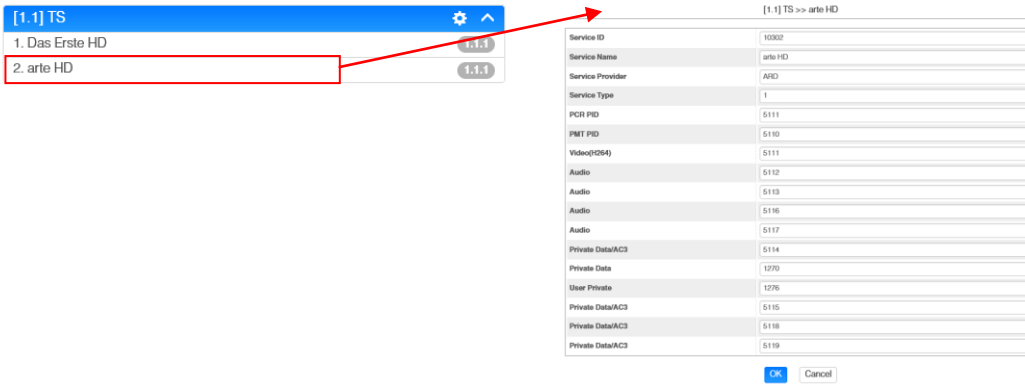 [1.1] TS
1. Das Erste HD 1.1.1
2. arte HD 1.1.1
[1.1] TS >> arte HD
Service ID 10302
Service Name arte HD
Service Provider ARD
Service Type 1
PCR PID 5111
PMT PID 5110
Video(H264) 5111
Audio 5112
Audio 5113
Audio 5116
Audio 5117
Private Data/AC3 5114
Private Data 1270
User Private 1276
Private Data/AC3 5115
Private Data/AC3 5118
Private Data/AC3 5119
OK Cancel